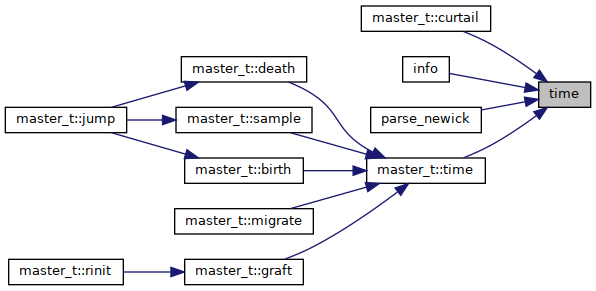 master_t::curtail
info
time
master_t::death
master_t::jump
master_t::sample
parse_newick
master_t::birth
master_t::time
master_t::migrate
master_t::rinit
master_t::graft